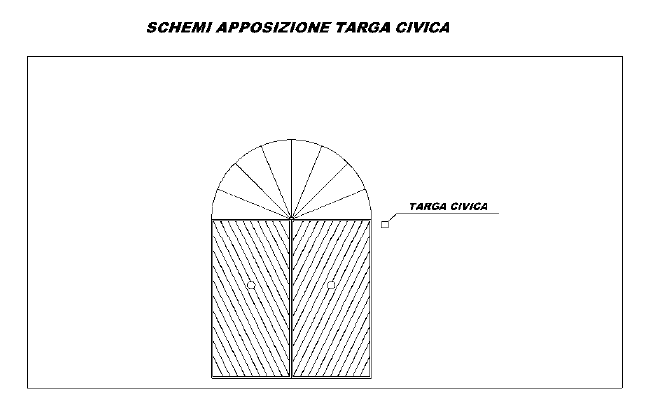 SCHEMI APPOSIZIONE TARGA CIVICA
TARGA CIVICA